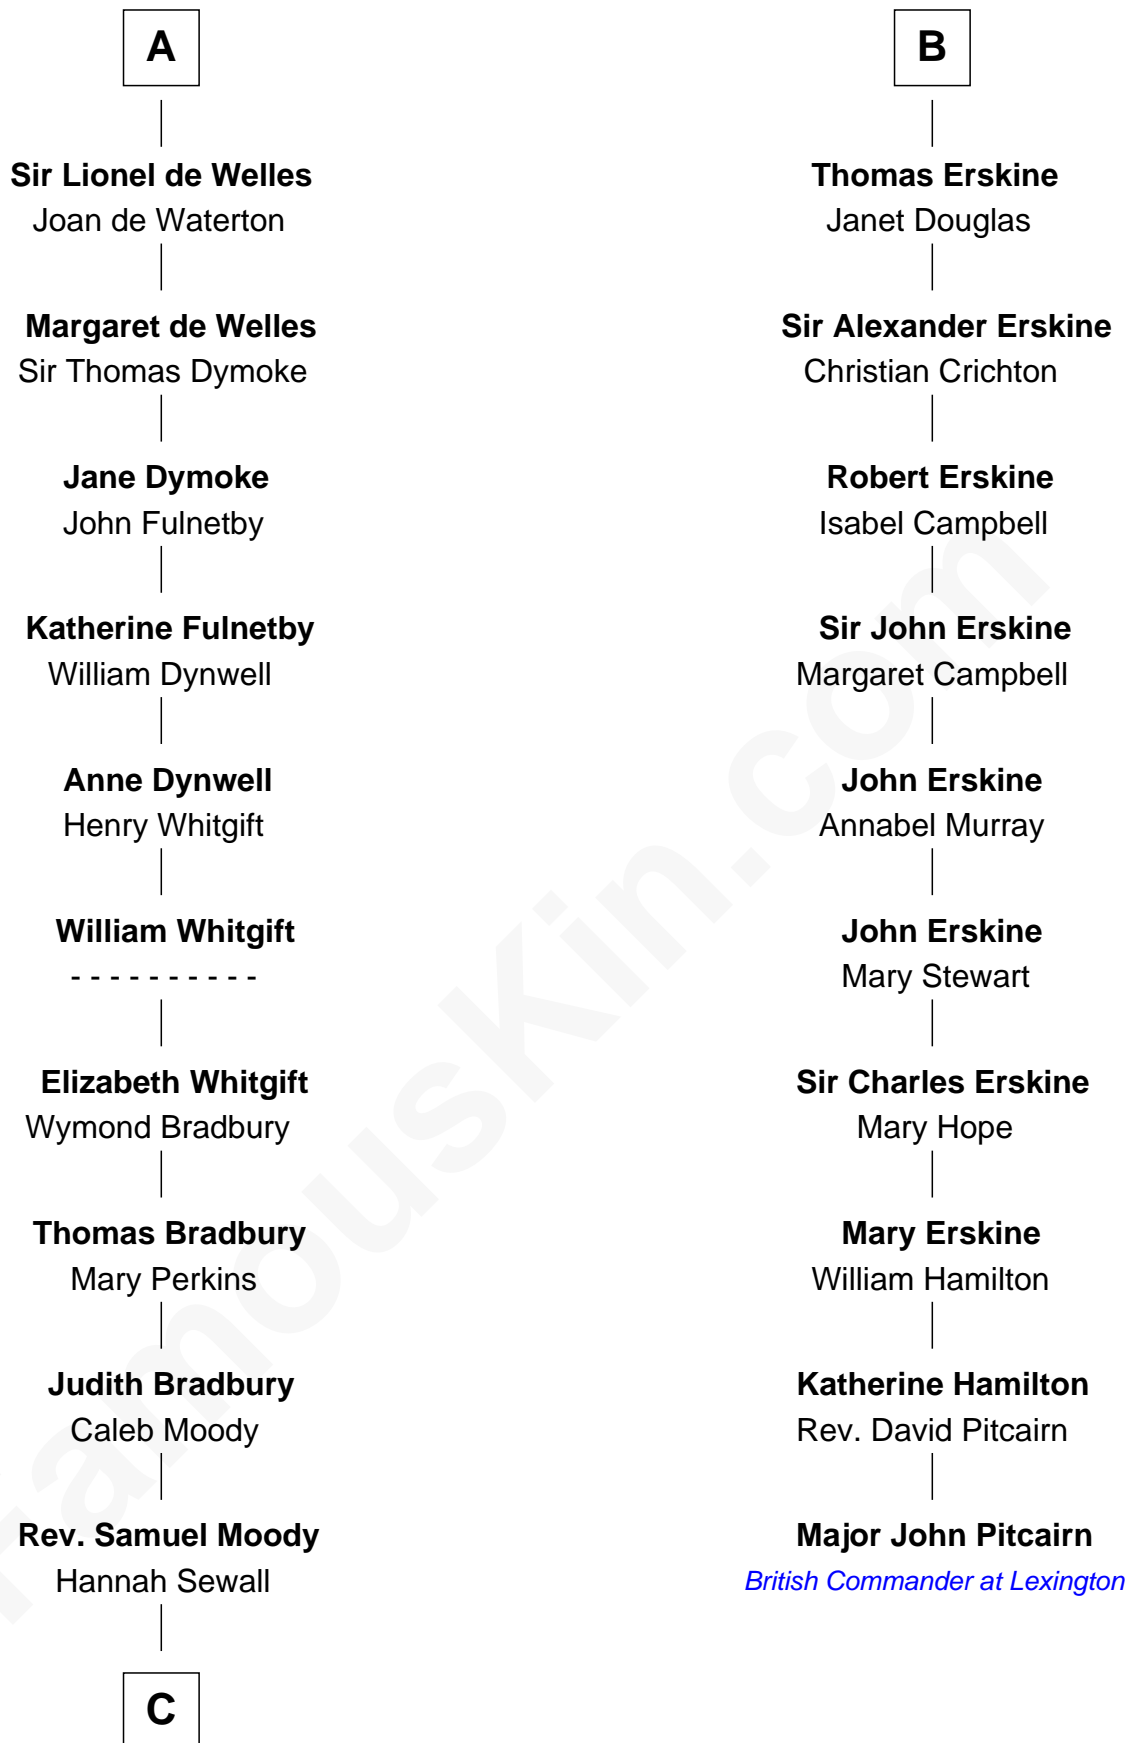 A
Sir Lionel de Welles
Joan de Waterton
Margaret de Welles
Sir Thomas Dymoke
Jane Dymoke
John Fulnetby
Katherine Fulnetby
William Dynwell
Anne Dynwell
Henry Whitgift
William Whitgift
- - - - - - - - - -
Elizabeth Whitgift
Wymond Bradbury
Thomas Bradbury
Mary Perkins
Judith Bradbury
Caleb Moody
Rev. Samuel Moody
Hannah Sewall
C
B
Thomas Erskine
Janet Douglas
Sir Alexander Erskine
Christian Crichton
Robert Erskine
Isabel Campbell
Sir John Erskine
Margaret Campbell
John Erskine
Annabel Murray
John Erskine
Mary Stewart
Sir Charles Erskine
Mary Hope
Mary Erskine
William Hamilton
Katherine Hamilton
Rev. David Pitcairn
Major John Pitcairn
British Commander at Lexington
FamousKin.com